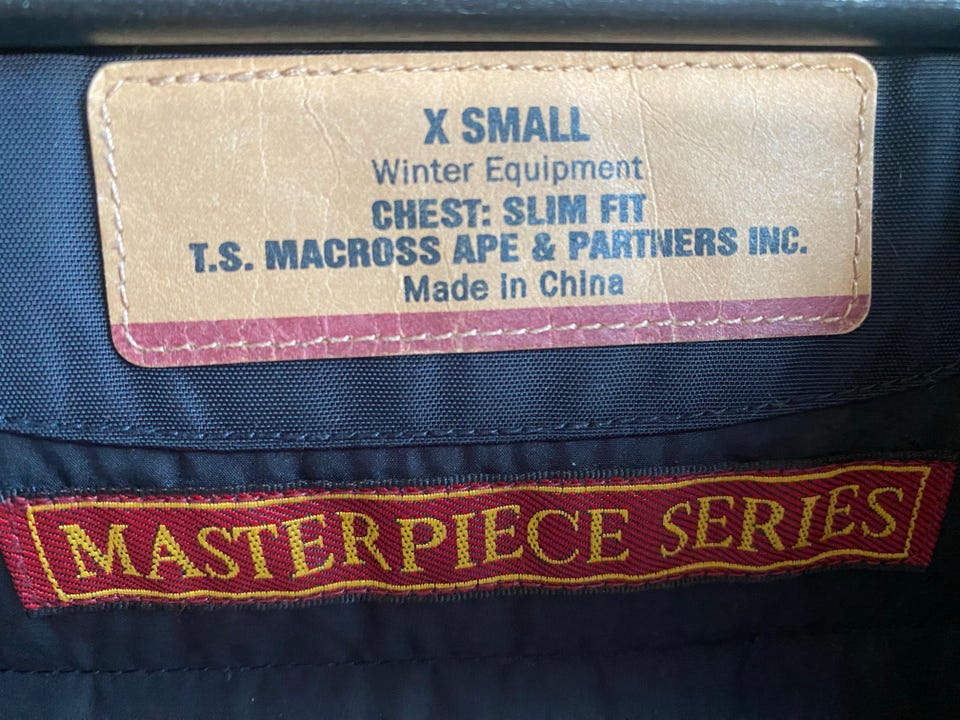 X SMALL
Winter Equipment
CHEST: SLIM FIT
T.S. MACROSS APE & PARTNERS INC.
Made in China
MASTERPIECE SERIES